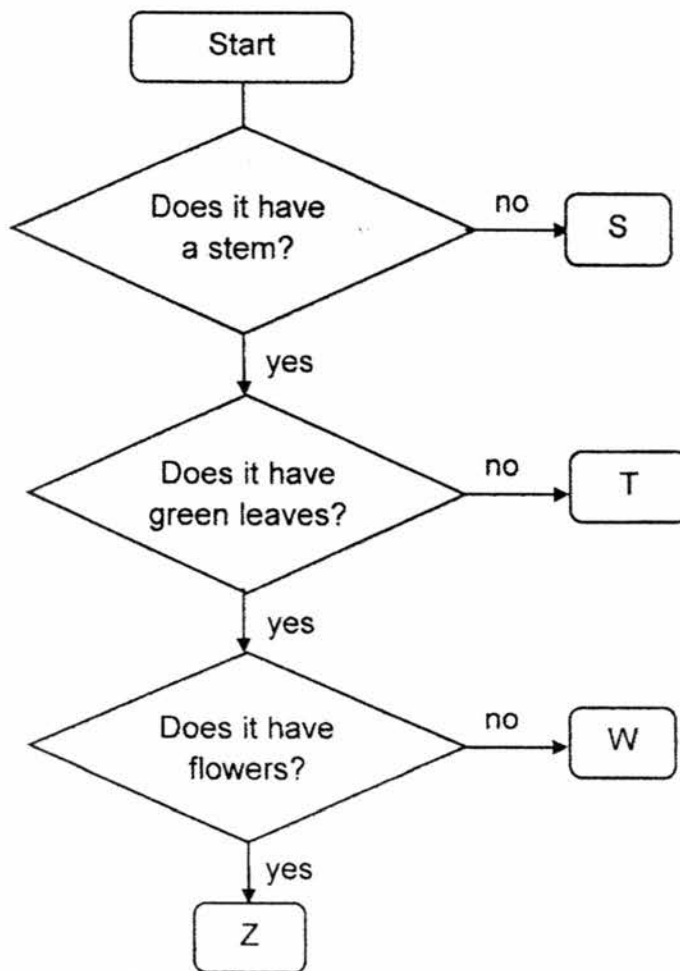 Start
Does it have
a stem?
no
S
yes
Does it have
green leaves?
no
T
yes
Does it have
flowers?
no
W
yes
Z